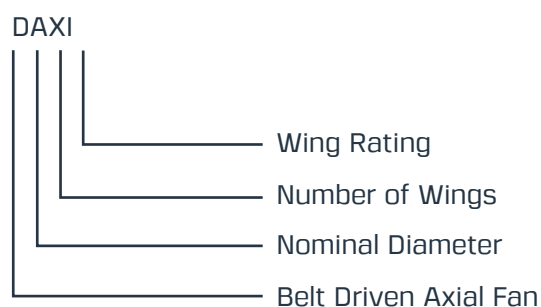 DAXI
Wing Rating
Number of Wings
Nominal Diameter
Belt Driven Axial Fan